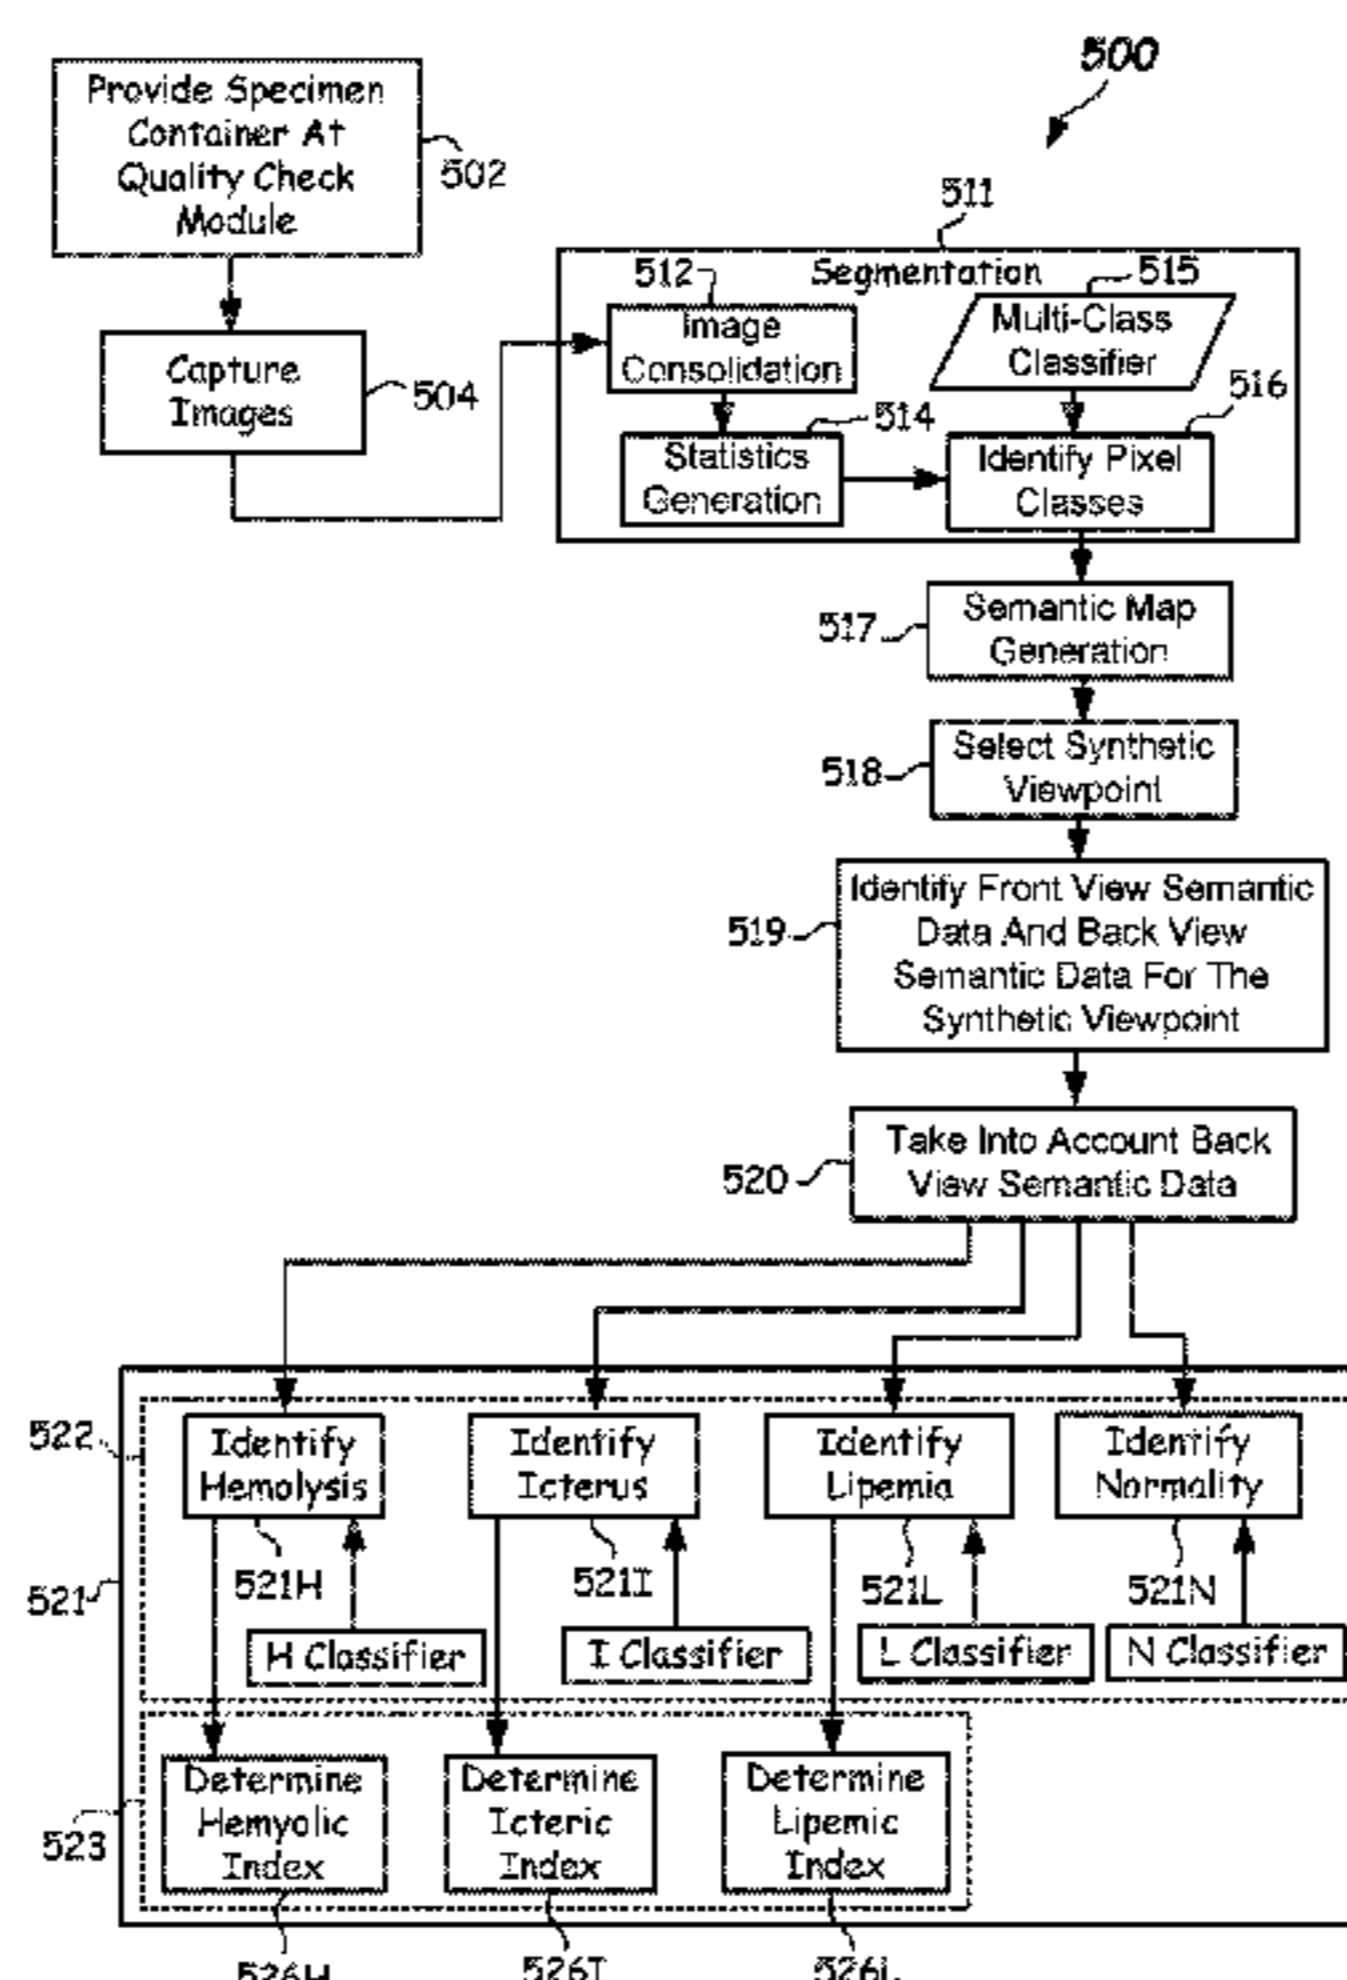 500
Provide Specimen
Container At
Quality Check
Module
502
Capture
Images
504
511
Segmentation
512
Image
Consolidation
515
Multi-Class
Classifier
514
Statistics
Generation
516
Identify Pixel
Classes
517
Semantic Map
Generation
518
Select Synthetic
Viewpoint
519
Identify Front View Semantic
Data And Back View
Semantic Data For The
Synthetic Viewpoint
520
Take Into Account Back
View Semantic Data
522
Identify
Hemolysis
Identify
Icterus
Identify
Lipemia
Identify
Normality
521
521H
521I
521L
521N
H Classifier
I Classifier
L Classifier
N Classifier
523
Determine
Hemyolic
Index
Determine
Icteric
Index
Determine
Lipemic
Index
526H
526I
526L